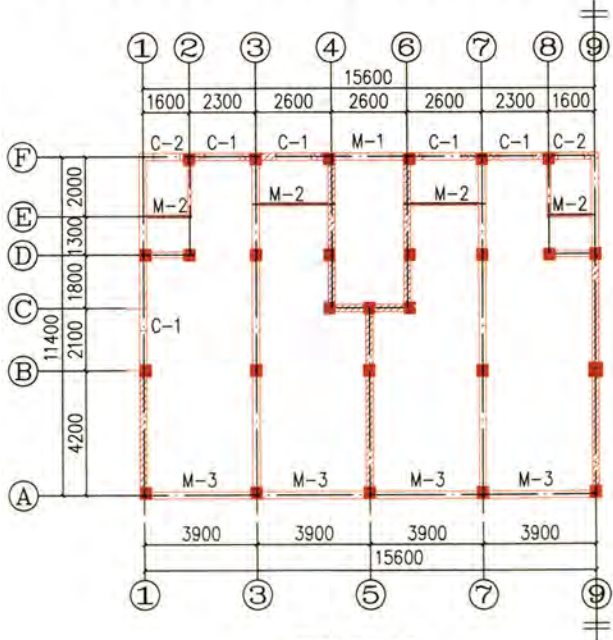 1 2 3 4 6 7 8 9
15600
1600 2300 2600 2600 2600 2300 1600
C-2 C-1 C-1 M-1 C-1 C-1 C-2
F
2000
M-2 M-2 M-2 M-2
E
1300
D
1800
C
C-1
11400
2100
B
4200
M-3 M-3 M-3 M-3
A
3900 3900 3900 3900
15600
1 3 5 7 9